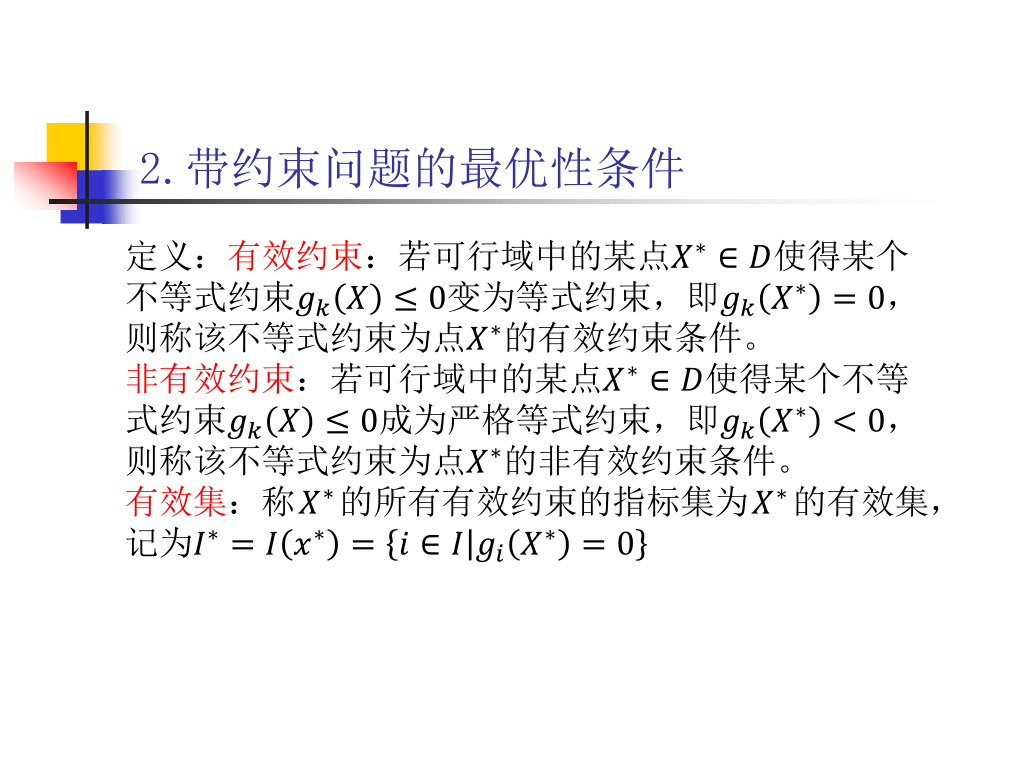 2.带约束问题的最优性条件
定义：有效约束：若可行域中的某点𝑋* ∈ 𝐷使得某个
不等式约束𝑔ₖ(𝑋) ≤ 0变为等式约束，即𝑔ₖ(𝑋*) = 0，
则称该不等式约束为点𝑋*的有效约束条件。
非有效约束：若可行域中的某点𝑋* ∈ 𝐷使得某个不等
式约束𝑔ₖ(𝑋) ≤ 0成为严格等式约束，即𝑔ₖ(𝑋*) < 0，
则称该不等式约束为点𝑋*的非有效约束条件。
有效集：称𝑋*的所有有效约束的指标集为𝑋*的有效集，
记为𝐼* = 𝐼(𝑥*) = {𝑖 ∈ 𝐼|𝑔ᵢ(𝑋*) = 0}